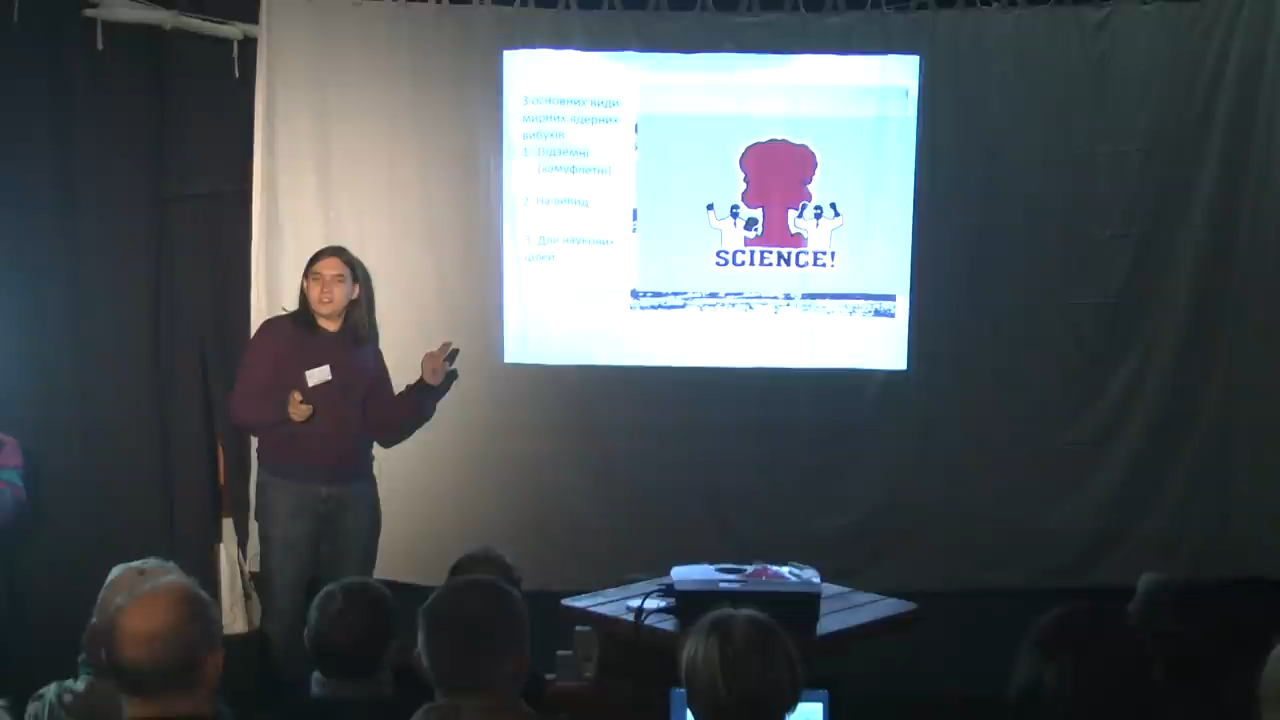 3 основних види
мирних ядерних
вибухів
1. Підземні
(камуфлетні)
2. На викид
3. Для наукових
цілей
SCIENCE!